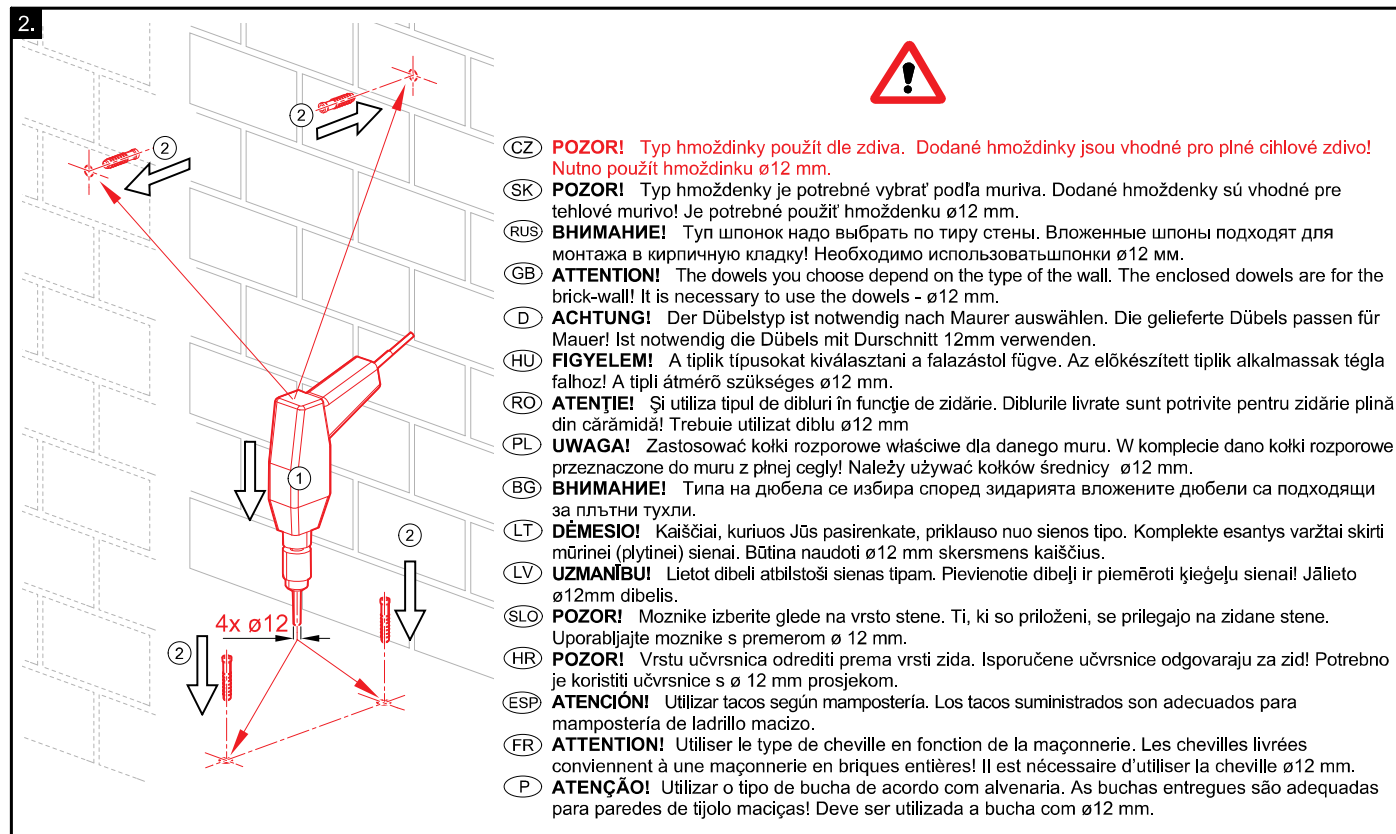 2.
2
2
1
2
2
4x ø12
CZ POZOR! Typ hmoždinky použít dle zdiva. Dodané hmoždinky jsou vhodné pro plné cihlové zdivo!
Nutno použít hmoždinku ø12 mm.
SK POZOR! Typ hmoždenky je potrebné vybrať podľa muriva. Dodané hmoždenky sú vhodné pre
tehlové murivo! Je potrebné použiť hmoždenku ø12 mm.
RUS ВНИМАНИЕ! Туп шпонок надо выбрать по тиру стены. Вложенные шпоны подходят для
монтажа в кирпичную кладку! Необходимо использоватьшпонки ø12 мм.
GB ATTENTION! The dowels you choose depend on the type of the wall. The enclosed dowels are for the
brick-wall! It is necessary to use the dowels - ø12 mm.
D ACHTUNG! Der Dübelstyp ist notwendig nach Maurer auswählen. Die gelieferte Dübels passen für
Mauer! Ist notwendig die Dübels mit Durschnitt 12mm verwenden.
HU FIGYELEM! A tiplik típusokat kiválasztani a falazástol fügve. Az elõkészített tiplik alkalmassak tégla
falhoz! A tipli átmérõ szükséges ø12 mm.
RO ATENŢIE! Şi utiliza tipul de dibluri în funcţie de zidărie. Diblurile livrate sunt potrivite pentru zidărie plină
din cărămidă! Trebuie utilizat diblu ø12 mm
PL UWAGA! Zastosować kołki rozporowe właściwe dla danego muru. W komplecie dano kołki rozporowe
przeznaczone do muru z płnej cegly! Należy używać kołków średnicy ø12 mm.
BG ВНИМАНИЕ! Типа на дюбела се избира според зидарията вложените дюбели са подходящи
за плътни тухли.
LT DĖMESIO! Kaiščiai, kuriuos Jūs pasirenkate, priklauso nuo sienos tipo. Komplekte esantys varžtai skirti
mūrinei (plytinei) sienai. Būtina naudoti ø12 mm skersmens kaiščius.
LV UZMANĪBU! Lietot dibeli atbilstoši sienas tipam. Pievienotie dibeļi ir piemēroti ķieģeļu sienai! Jālieto
ø12mm dibelis.
SLO POZOR! Moznike izberite glede na vrsto stene. Ti, ki so priloženi, se prilegajo na zidane stene.
Uporabljajte moznike s premerom ø 12 mm.
HR POZOR! Vrstu učvrsnica odrediti prema vrsti zida. Isporučene učvrsnice odgovaraju za zid! Potrebno
je koristiti učvrsnice s ø 12 mm prosjekom.
ESP ATENCIÓN! Utilizar tacos según mampostería. Los tacos suministrados son adecuados para
mampostería de ladrillo macizo.
FR ATTENTION! Utiliser le type de cheville en fonction de la maçonnerie. Les chevilles livrées
conviennent à une maçonnerie en briques entières! Il est nécessaire d'utiliser la cheville ø12 mm.
P ATENÇÃO! Utilizar o tipo de bucha de acordo com alvenaria. As buchas entregues são adequadas
para paredes de tijolo maciças! Deve ser utilizada a bucha com ø12 mm.